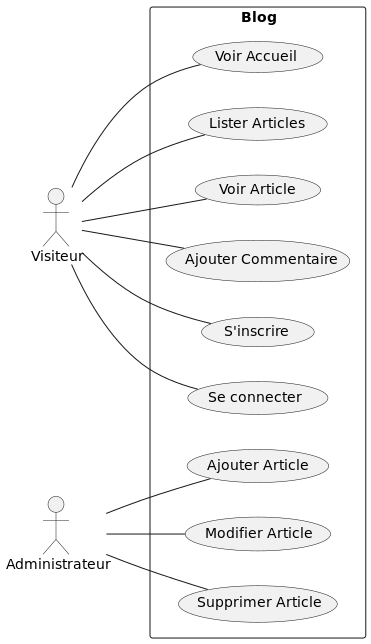 Blog
Voir Accueil
Lister Articles
Voir Article
Visiteur
Ajouter Commentaire
S'inscrire
Se connecter
Ajouter Article
Modifier Article
Administrateur
Supprimer Article